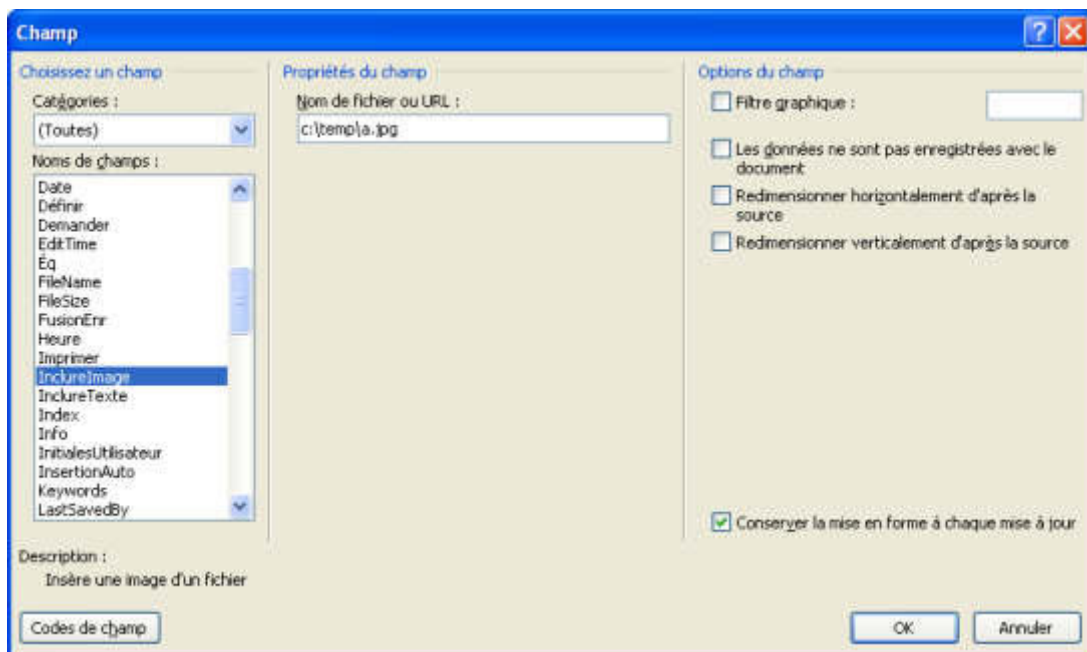 Champ
Choisissez un champ
Catégories :
(Toutes)
Noms de champs :
Date
Définir
Demander
EditTime
Éq
FileName
FileSize
FusionEnr
Heure
Imprimer
InclureImage
InclureTexte
Index
Info
InitialesUtilisateur
InsertionAuto
Keywords
LastSavedBy
Description :
Insère une image d'un fichier
Codes de champ
Propriétés du champ
Nom de fichier ou URL :
c:\temp\a.jpg
Options du champ
Filtre graphique :
Les données ne sont pas enregistrées avec le
document
Redimensionner horizontalement d'après la
source
Redimensionner verticalement d'après la source
Conserver la mise en forme à chaque mise à jour
OK
Annuler